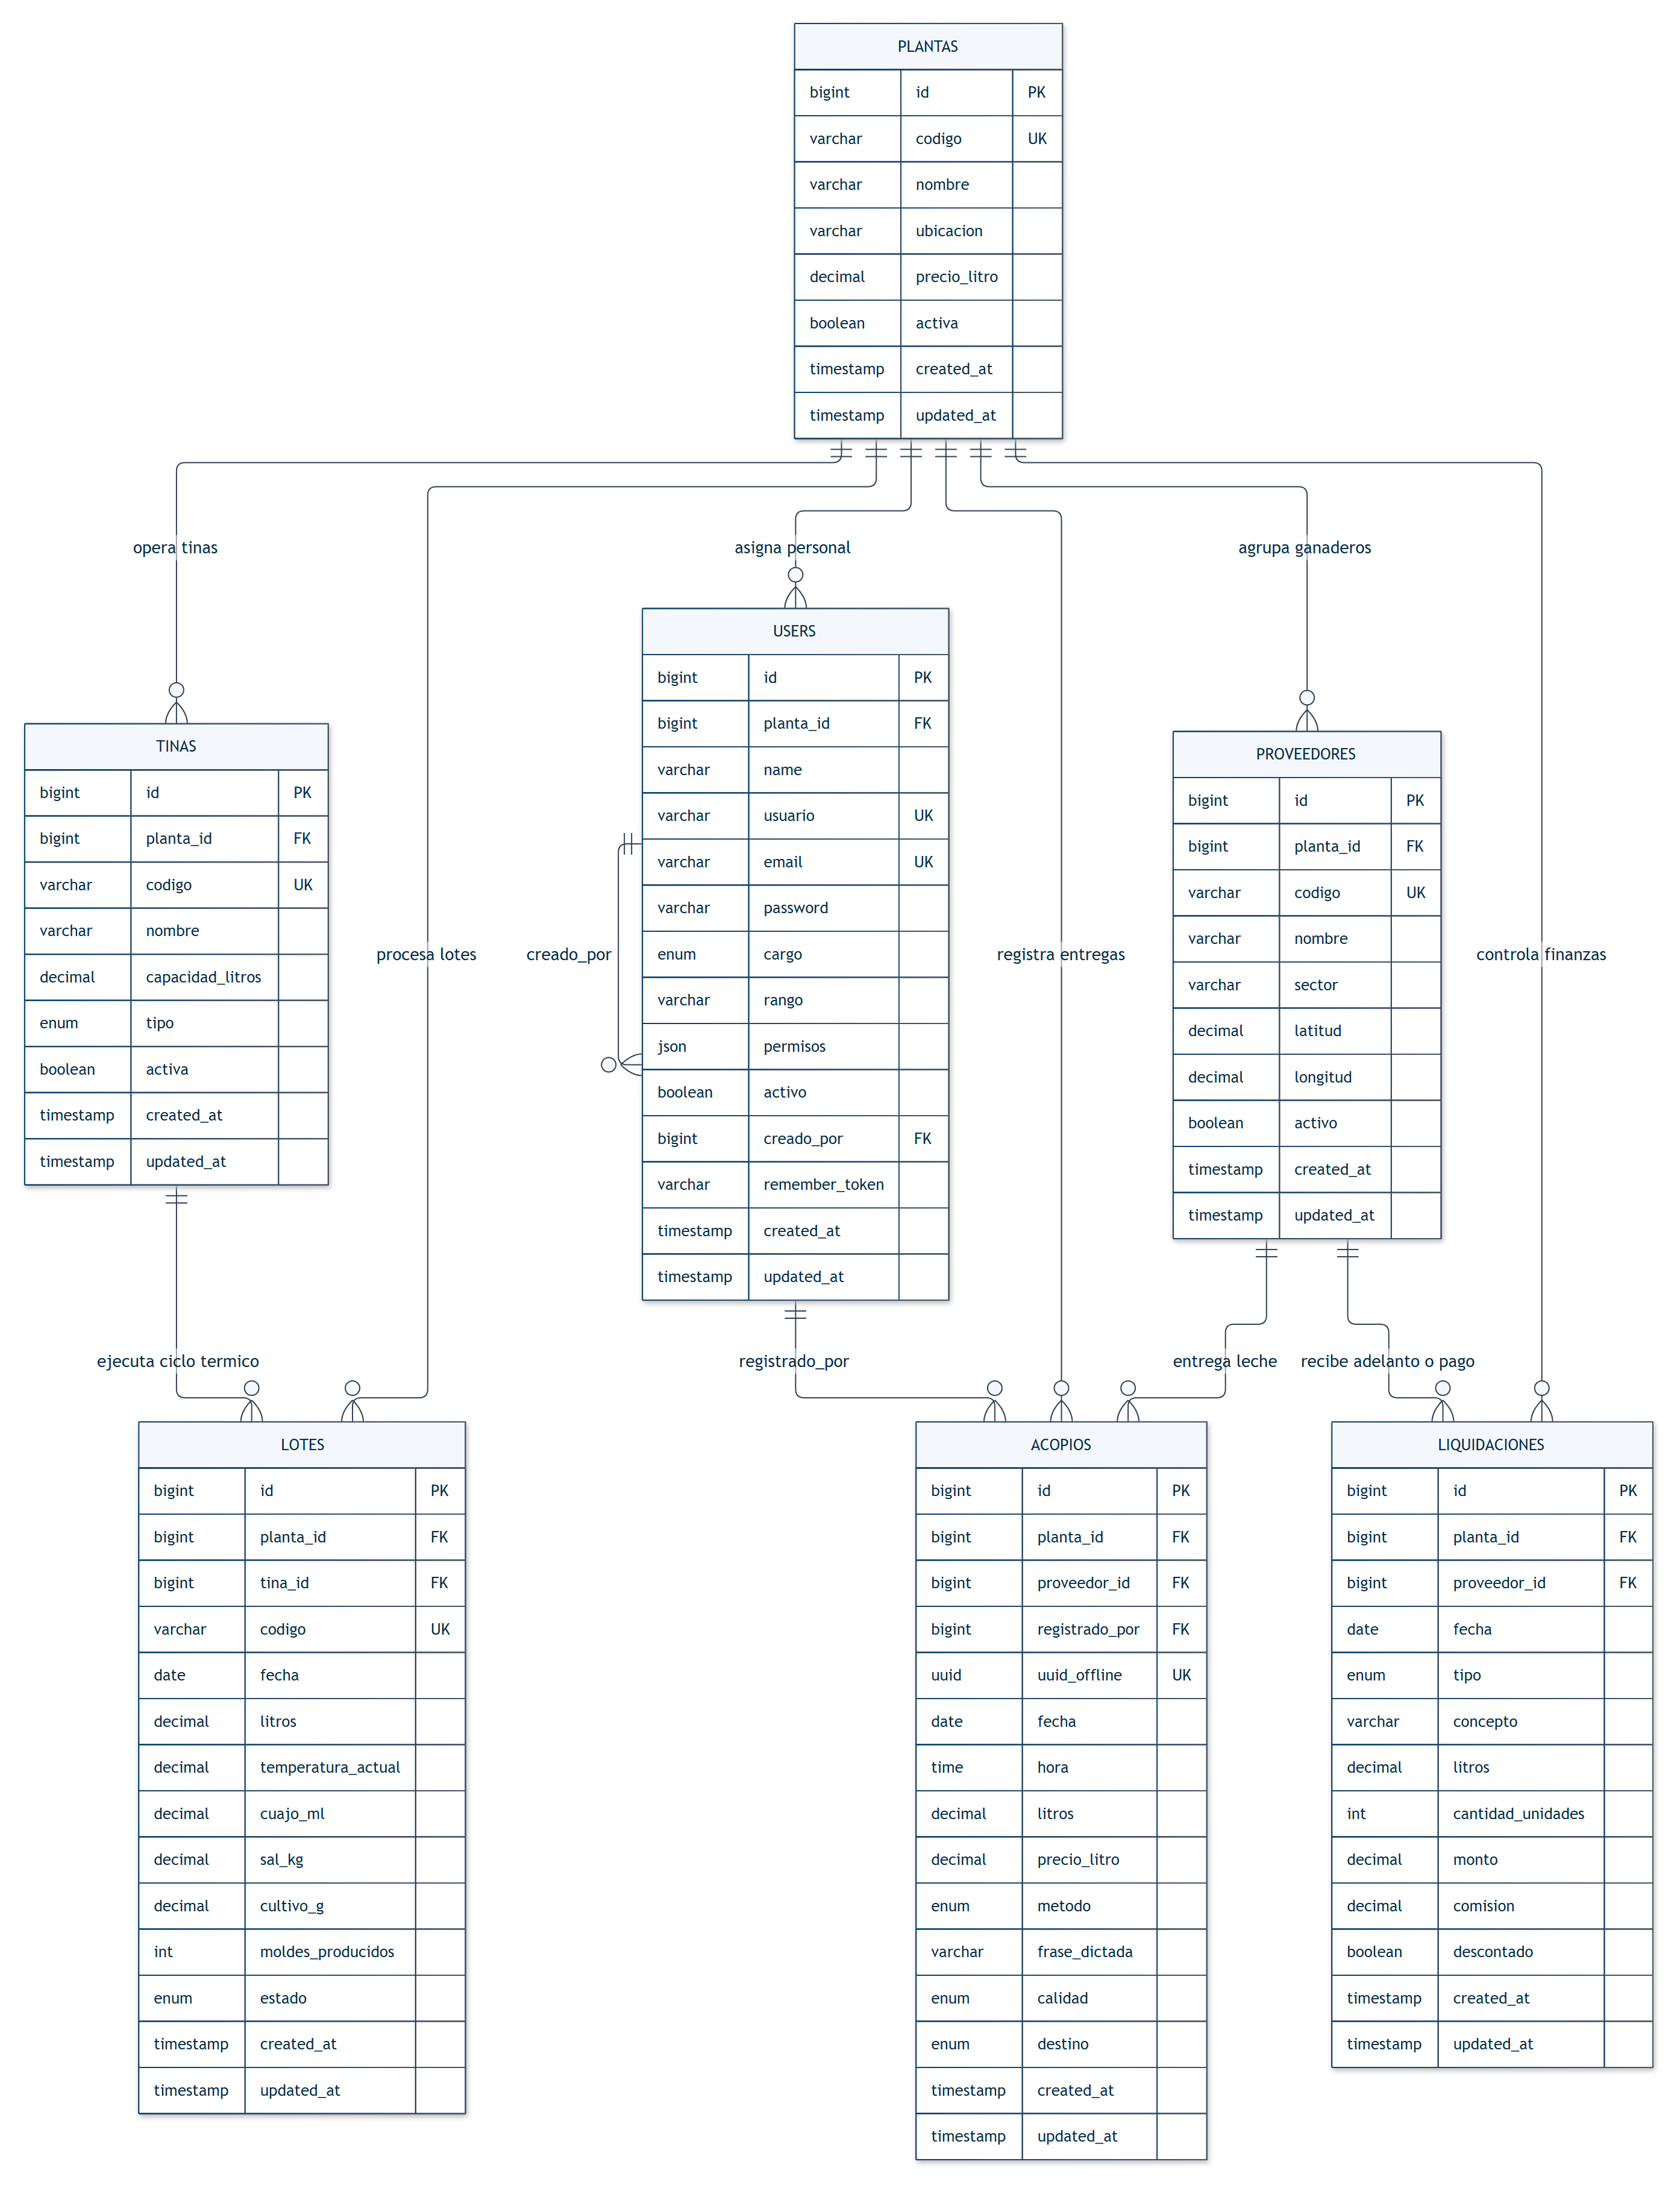 PLANTAS
bigint id PK
varchar codigo UK
varchar nombre
varchar ubicacion
decimal precio_litro
boolean activa
timestamp created_at
timestamp updated_at
opera tinas
asigna personal
agrupa ganaderos
USERS
bigint id PK
bigint planta_id FK
varchar name
varchar usuario UK
varchar email UK
varchar password
enum cargo
varchar rango
json permisos
boolean activo
bigint creado_por FK
varchar remember_token
timestamp created_at
timestamp updated_at
TINAS
bigint id PK
bigint planta_id FK
varchar codigo UK
varchar nombre
decimal capacidad_litros
enum tipo
boolean activa
timestamp created_at
timestamp updated_at
PROVEEDORES
bigint id PK
bigint planta_id FK
varchar codigo UK
varchar nombre
varchar sector
decimal latitud
decimal longitud
boolean activo
timestamp created_at
timestamp updated_at
procesa lotes
creado_por
registra entregas
controla finanzas
ejecuta ciclo termico
registrado_por
entrega leche
recibe adelanto o pago
LOTES
bigint id PK
bigint planta_id FK
bigint tina_id FK
varchar codigo UK
date fecha
decimal litros
decimal temperatura_actual
decimal cuajo_ml
decimal sal_kg
decimal cultivo_g
int moldes_producidos
enum estado
timestamp created_at
timestamp updated_at
ACOPIOS
bigint id PK
bigint planta_id FK
bigint proveedor_id FK
bigint registrado_por FK
uuid uuid_offline UK
date fecha
time hora
decimal litros
decimal precio_litro
enum metodo
varchar frase_dictada
enum calidad
enum destino
timestamp created_at
timestamp updated_at
LIQUIDACIONES
bigint id PK
bigint planta_id FK
bigint proveedor_id FK
date fecha
enum tipo
varchar concepto
decimal litros
int cantidad_unidades
decimal monto
decimal comision
boolean descontado
timestamp created_at
timestamp updated_at